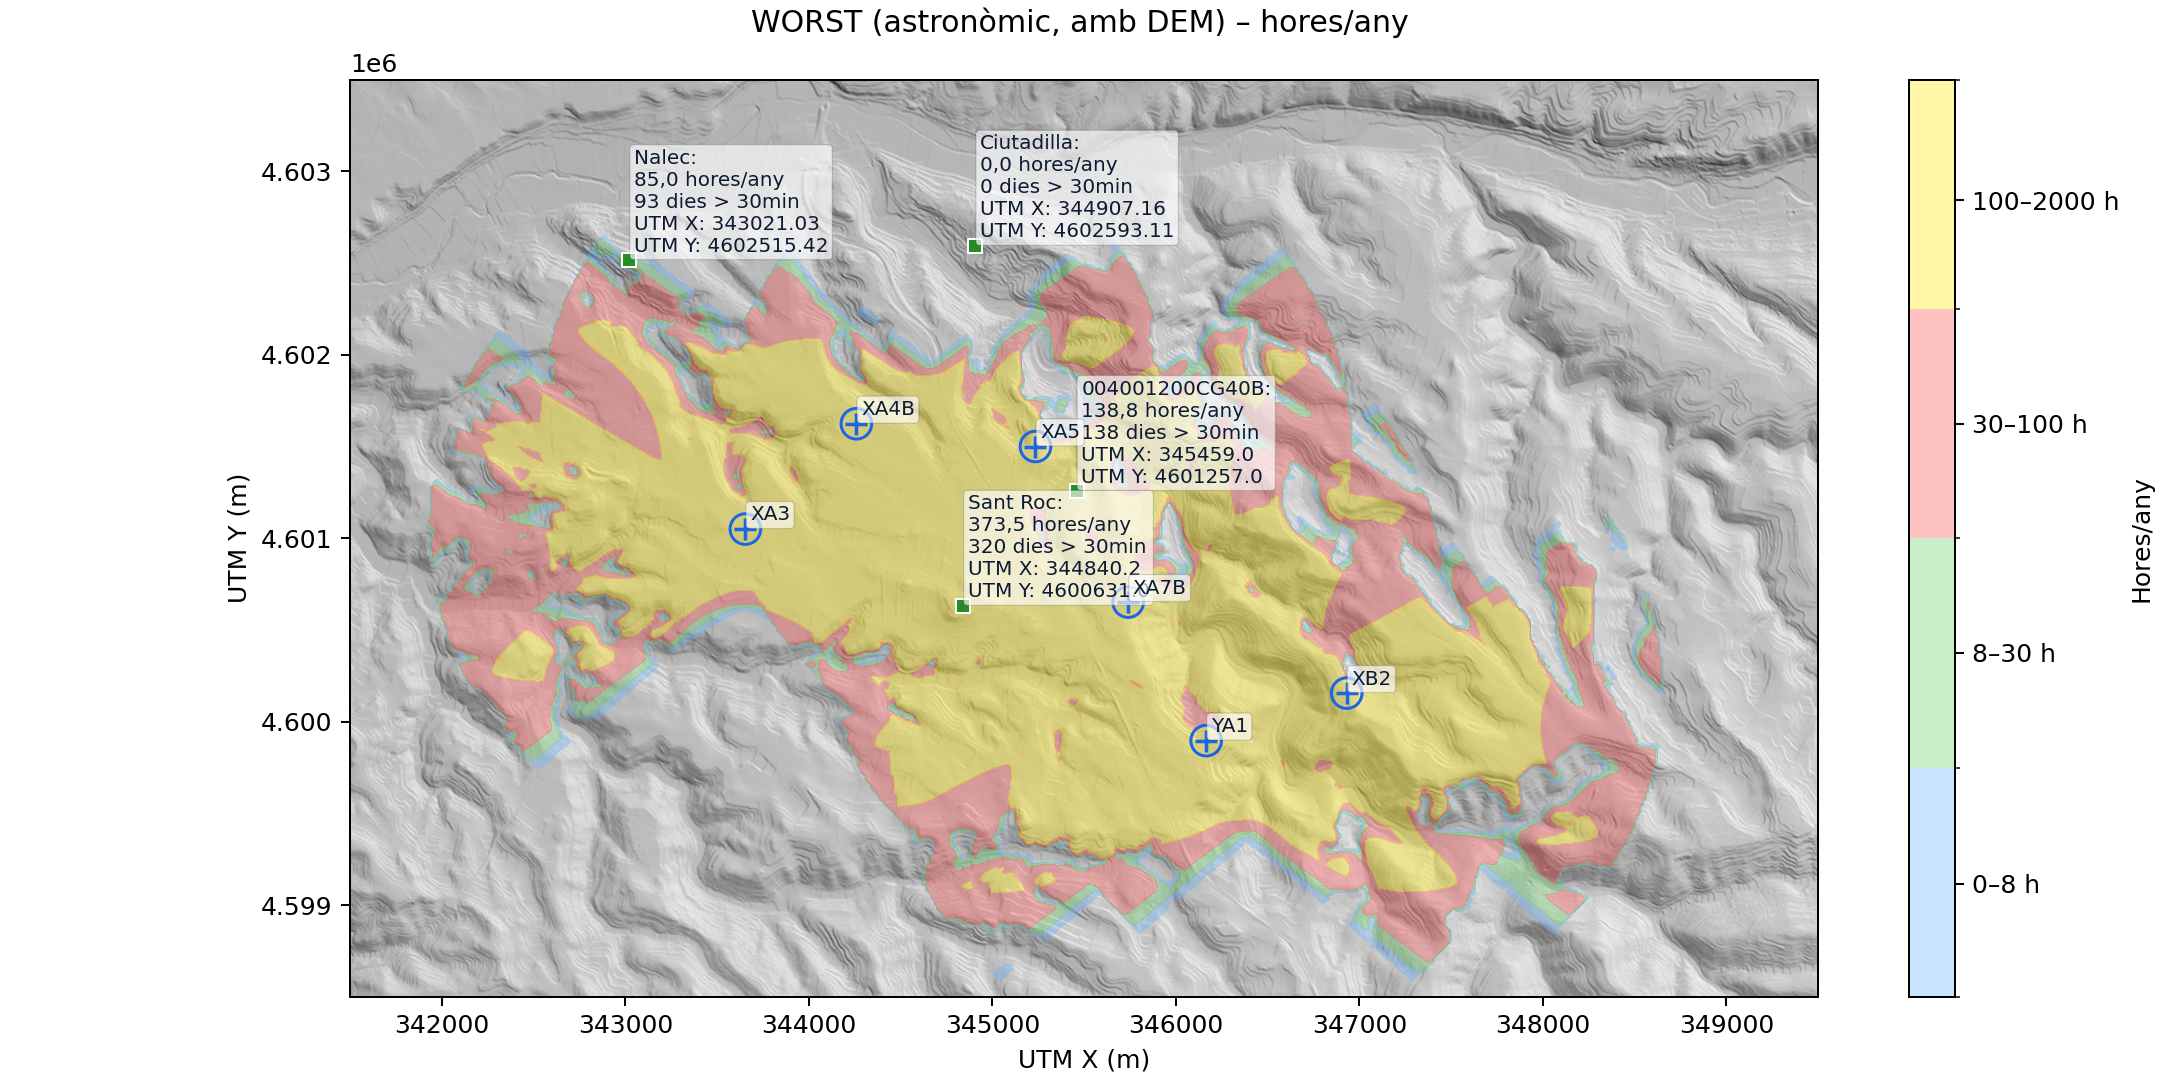 WORST (astronòmic, amb DEM) – hores/any
1e6
4.603
4.602
4.601
4.600
4.599
UTM Y (m)
Nalec:
85,0 hores/any
93 dies > 30min
UTM X: 343021.03
UTM Y: 4602515.42
Ciutadilla:
0,0 hores/any
0 dies > 30min
UTM X: 344907.16
UTM Y: 4602593.11
004001200CG40B:
138,8 hores/any
138 dies > 30min
UTM X: 345459.0
UTM Y: 4601257.0
Sant Roc:
373,5 hores/any
320 dies > 30min
UTM X: 344840.2
UTM Y: 4600631
XA4B
XA5
XA3
XA7B
XB2
YA1
342000
343000
344000
345000
346000
347000
348000
349000
UTM X (m)
100–2000 h
30–100 h
8–30 h
0–8 h
Hores/any